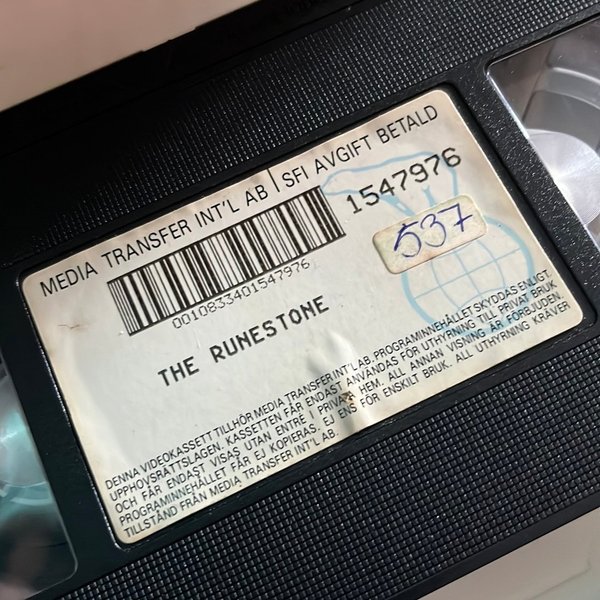 MEDIA TRANSFER INT'L AB | SFI AVGIFT BETALD
1547976
537
0010833401547976
THE RUNESTONE
DENNA VIDEOKASSETT TILLHÖR MEDIA TRANSFER INT'L AB. PROGRAMINNEHÅLLET SKYDDAS ENLIGT.
UPPHOVSRÄTTSLAGEN. KASSETTEN FÅR ENDAST ANVÄNDAS FÖR UTHYRNING TILL PRIVAT BRUK
OCH FÅR ENDAST VISAS UTAN ENTRE I PRIVATA HEM. ALL ANNAN VISNING ÄR FÖRBJUDEN.
PROGRAMINNEHÅLLET FÅR EJ KOPIERAS, EJ ENS FÖR ENSKILT BRUK. ALL UTHYRNING KRÄVER
TILLSTÅND FRÅN MEDIA TRANSFER INT'L AB.